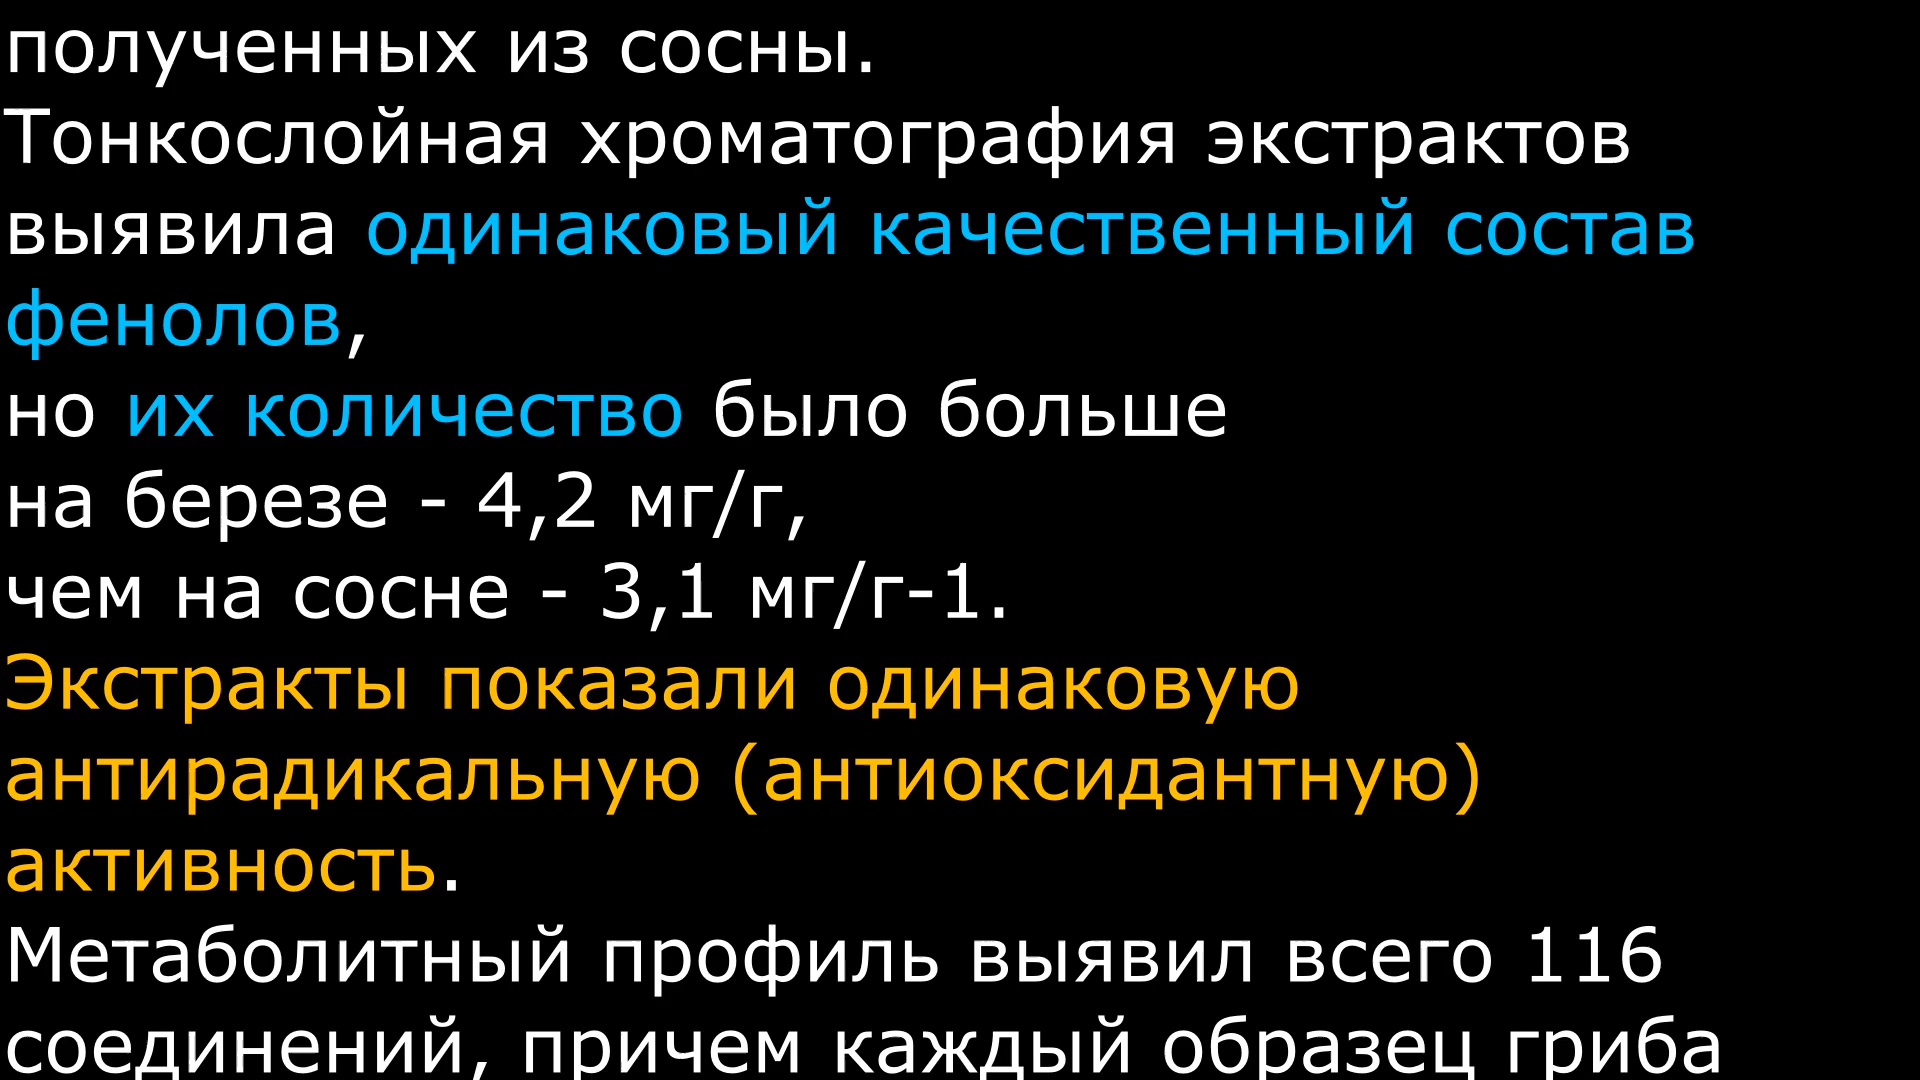 полученных из сосны.
Тонкослойная хроматография экстрактов
выявила одинаковый качественный состав
фенолов,
но их количество было больше
на березе - 4,2 мг/г,
чем на сосне - 3,1 мг/г-1.
Экстракты показали одинаковую
антирадикальную (антиоксидантную)
активность.
Метаболитный профиль выявил всего 116
соединений, причем каждый образец гриба